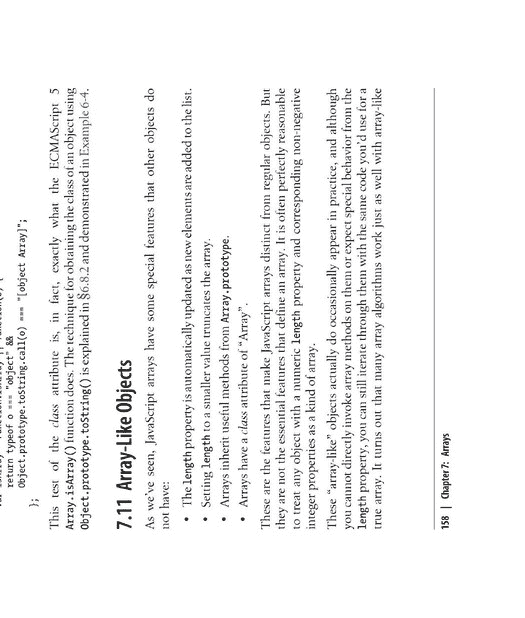 return typeof o === "object" &&
Object.prototype.toString.call(o) === "[object Array]";
};
This test of the class attribute is, in fact, exactly what the ECMAScript 5
Array.isArray() function does. The technique for obtaining the class of an object using
Object.prototype.toString() is explained in §6.8.2 and demonstrated in Example 6-4.
7.11 Array-Like Objects
As we've seen, JavaScript arrays have some special features that other objects do
not have:
• The length property is automatically updated as new elements are added to the list.
• Setting length to a smaller value truncates the array.
• Arrays inherit useful methods from Array.prototype.
• Arrays have a class attribute of "Array".
These are the features that make JavaScript arrays distinct from regular objects. But
they are not the essential features that define an array. It is often perfectly reasonable
to treat any object with a numeric length property and corresponding non-negative
integer properties as a kind of array.
These "array-like" objects actually do occasionally appear in practice, and although
you cannot directly invoke array methods on them or expect special behavior from the
length property, you can still iterate through them with the same code you'd use for a
true array. It turns out that many array algorithms work just as well with array-like
158 | Chapter 7: Arrays